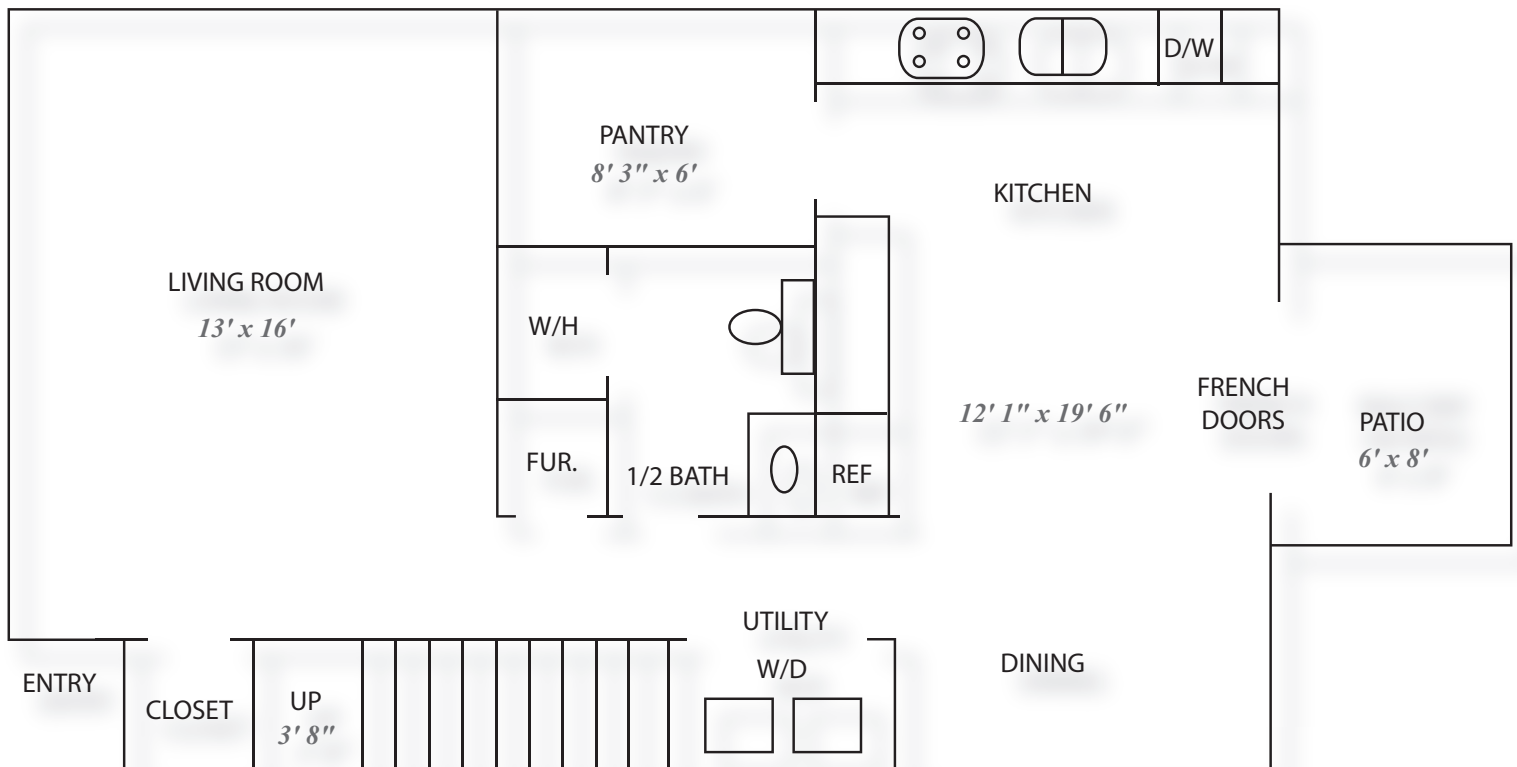 D/W
PANTRY
8' 3" x 6'
KITCHEN
LIVING ROOM
13' x 16'
W/H
12' 1" x 19' 6"
FRENCH
DOORS
PATIO
6' x 8'
FUR.
1/2 BATH
REF
UTILITY
W/D
DINING
ENTRY
CLOSET
UP
3' 8"